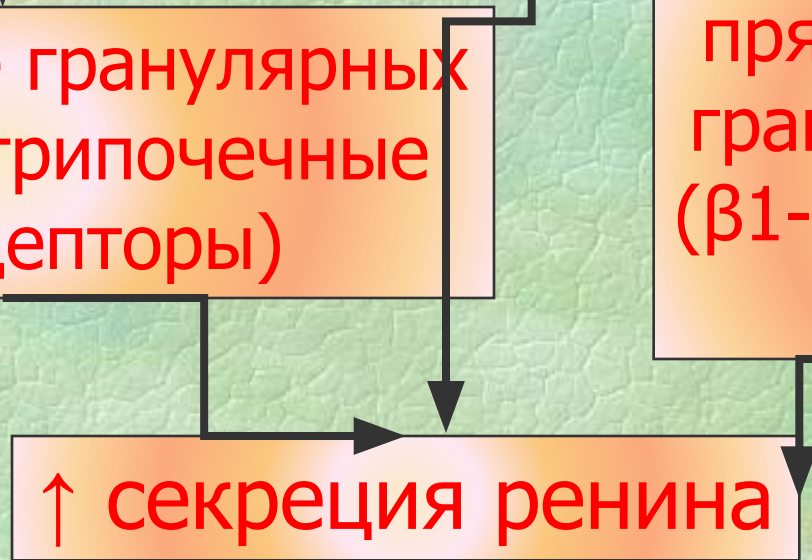 гранулярных
трипочечные
цепторы)
пря
гра
(β1-
↑ секреция ренина